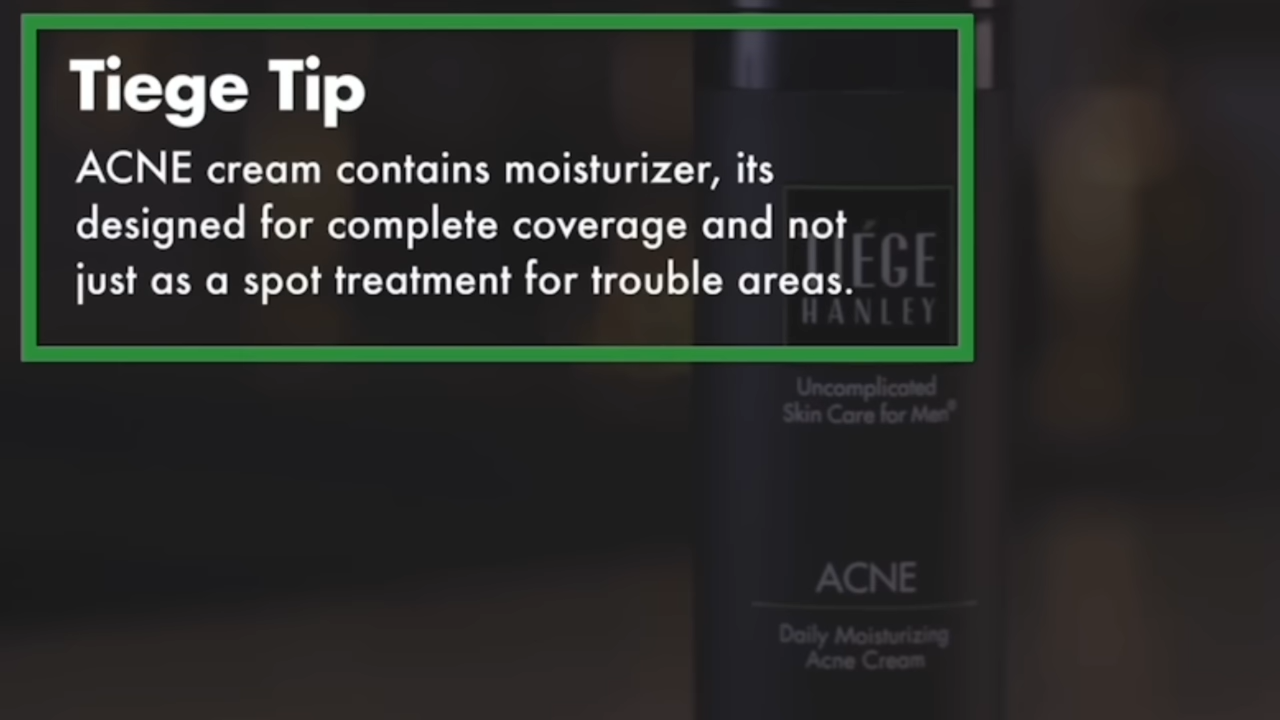 Tiege Tip
ACNE cream contains moisturizer, its
designed for complete coverage and not
just as a spot treatment for trouble areas.
TIÉGE
HANLEY
Uncomplicated
Skin Care for Men®
ACNE
Daily Moisturizing
Acne Cream